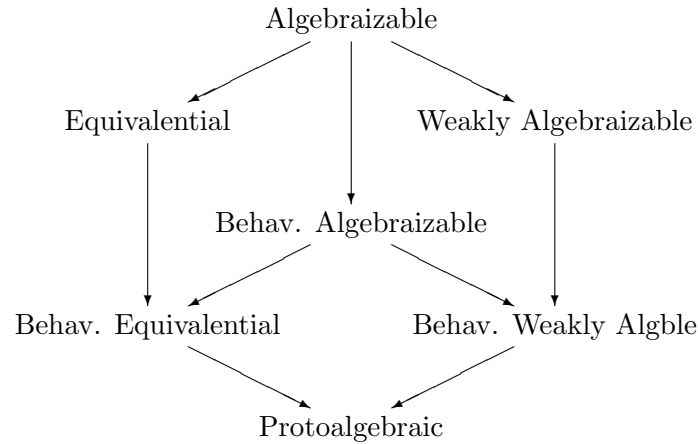 Algebraizable
Equivalential
Weakly Algebraizable
Behav. Algebraizable
Behav. Equivalential
Behav. Weakly Algble
Protoalgebraic